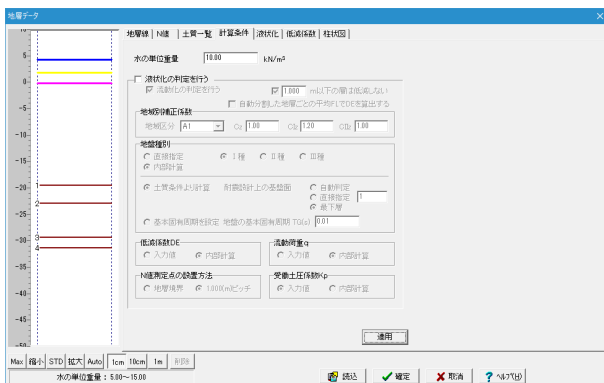 地層データ
地層線 N値 土質一覧 計算条件 液状化 低減係数 柱状図
水の単位重量 10.00 kN/m³
液状化の判定を行う
流動化の判定を行う 1.000 m以下の層は低減しない
自動分割した地層ごとの平均FLでDEを算出する
地域別補正係数
地域区分 A1 Cz 1.00 CIz 1.20 CIIz 1.00
地盤種別
直接指定 Ⅰ種 Ⅱ種 Ⅲ種
内部計算
土質条件より計算 耐震設計上の基盤面 自動判定
直接指定 1
最下層
基本固有周期を設定 地盤の基本固有周期 TG(s) 0.01
低減係数DE 流動荷重q
入力値 内部計算 入力値 内部計算
N値測定点の設置方法 受働土圧係数Kp
地層境界 1.000(m)ピッチ 入力値 内部計算
適用
10
5
0
-5
-10
-15
-20
-25
-30
-35
-40
-45
-50
1
2
3
4
Max 縮小 STD 拡大 Auto 1cm 10cm 1m 削除
水の単位重量：5.00～15.00 読込 確定 取消 ? ヘルプ(H)